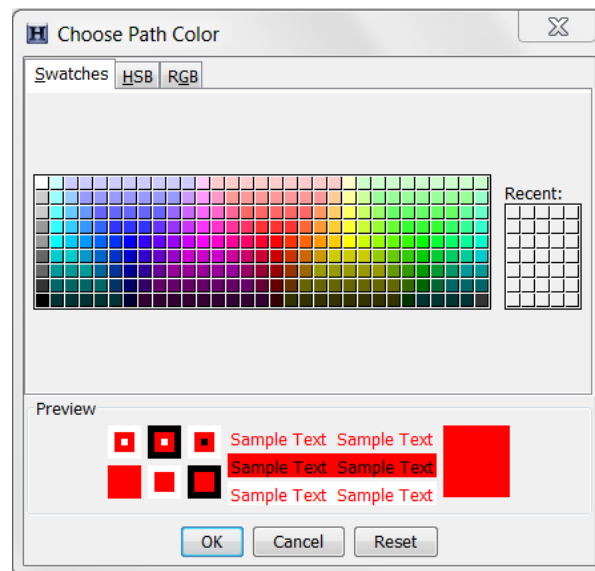 H Choose Path Color
Swatches HSB RGB
Recent:
Preview
Sample Text Sample Text
Sample Text Sample Text
Sample Text Sample Text
OK Cancel Reset